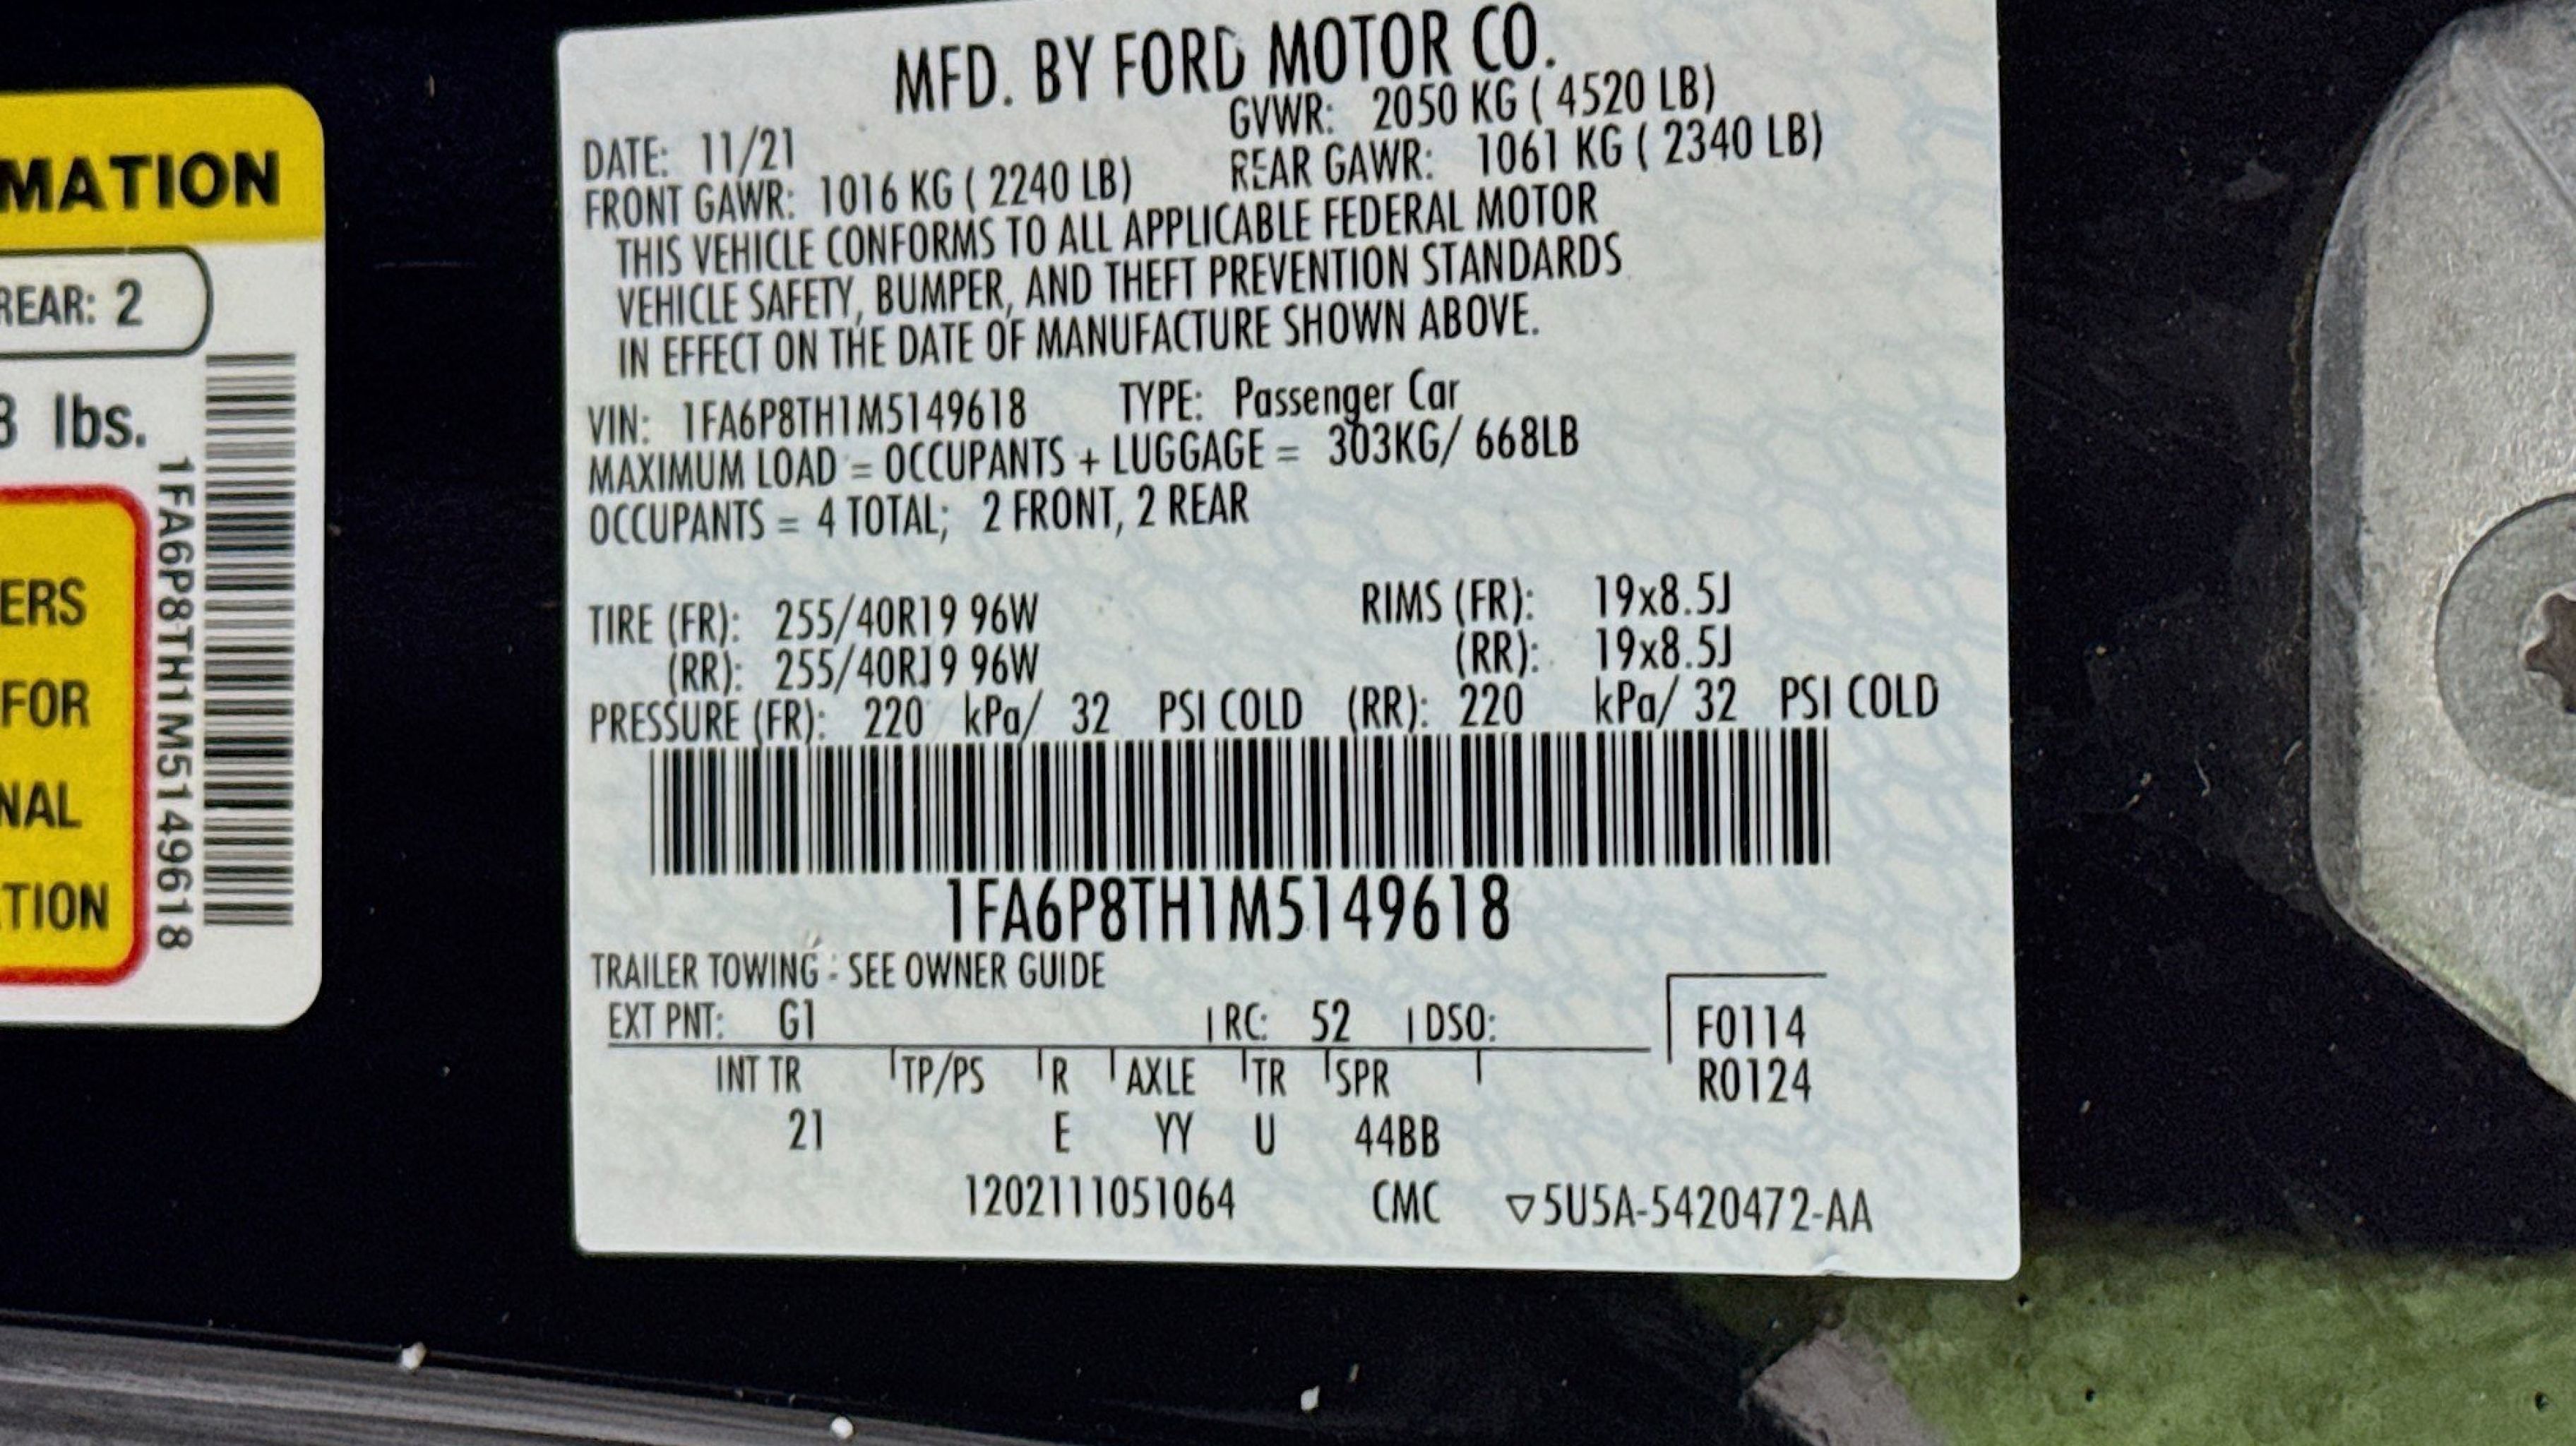 MATION
REAR: 2
8 lbs.
ERS
FOR
NAL
TION
1FA6P8TH1M5149618
MFD. BY FORD MOTOR CO.
DATE: 11/21 GVWR: 2050 KG ( 4520 LB)
FRONT GAWR: 1016 KG ( 2240 LB) REAR GAWR: 1061 KG ( 2340 LB)
THIS VEHICLE CONFORMS TO ALL APPLICABLE FEDERAL MOTOR
VEHICLE SAFETY, BUMPER, AND THEFT PREVENTION STANDARDS
IN EFFECT ON THE DATE OF MANUFACTURE SHOWN ABOVE.
VIN: 1FA6P8TH1M5149618 TYPE: Passenger Car
MAXIMUM LOAD = OCCUPANTS + LUGGAGE = 303KG/ 668LB
OCCUPANTS = 4 TOTAL; 2 FRONT, 2 REAR
TIRE (FR): 255/40R19 96W RIMS (FR): 19x8.5J
(RR): 255/40R19 96W (RR): 19x8.5J
PRESSURE (FR): 220 kPa/ 32 PSI COLD (RR): 220 kPa/ 32 PSI COLD
1FA6P8TH1M5149618
TRAILER TOWING - SEE OWNER GUIDE
EXT PNT: G1 RC: 52 DSO: F0114
INT TR TP/PS R AXLE TR SPR R0124
21 E YY U 44BB
1202111051064 CMC ▽5U5A-5420472-AA